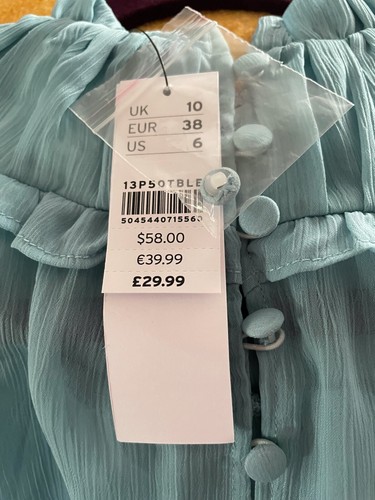 UK 10
EUR 38
US 6
13P50TBLE
5045440715560
$58.00
€39.99
£29.99